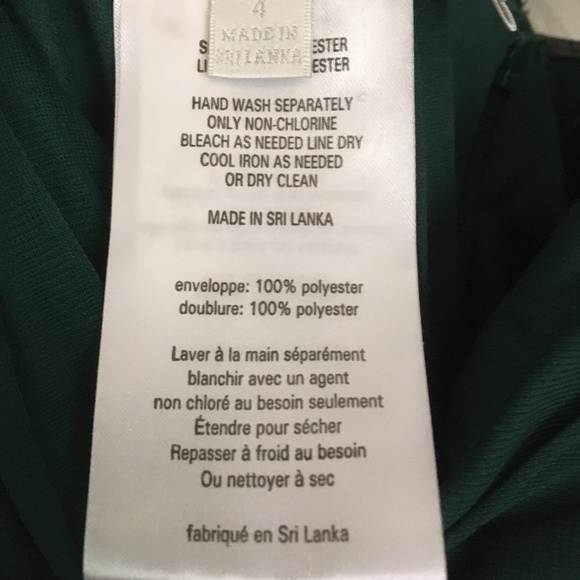 4
MADE IN
SRI LANKA
S ESTER
LI ESTER
HAND WASH SEPARATELY
ONLY NON-CHLORINE
BLEACH AS NEEDED LINE DRY
COOL IRON AS NEEDED
OR DRY CLEAN
MADE IN SRI LANKA
enveloppe: 100% polyester
doublure: 100% polyester
Laver à la main séparément
blanchir avec un agent
non chloré au besoin seulement
Étendre pour sécher
Repasser à froid au besoin
Ou nettoyer à sec
fabriqué en Sri Lanka